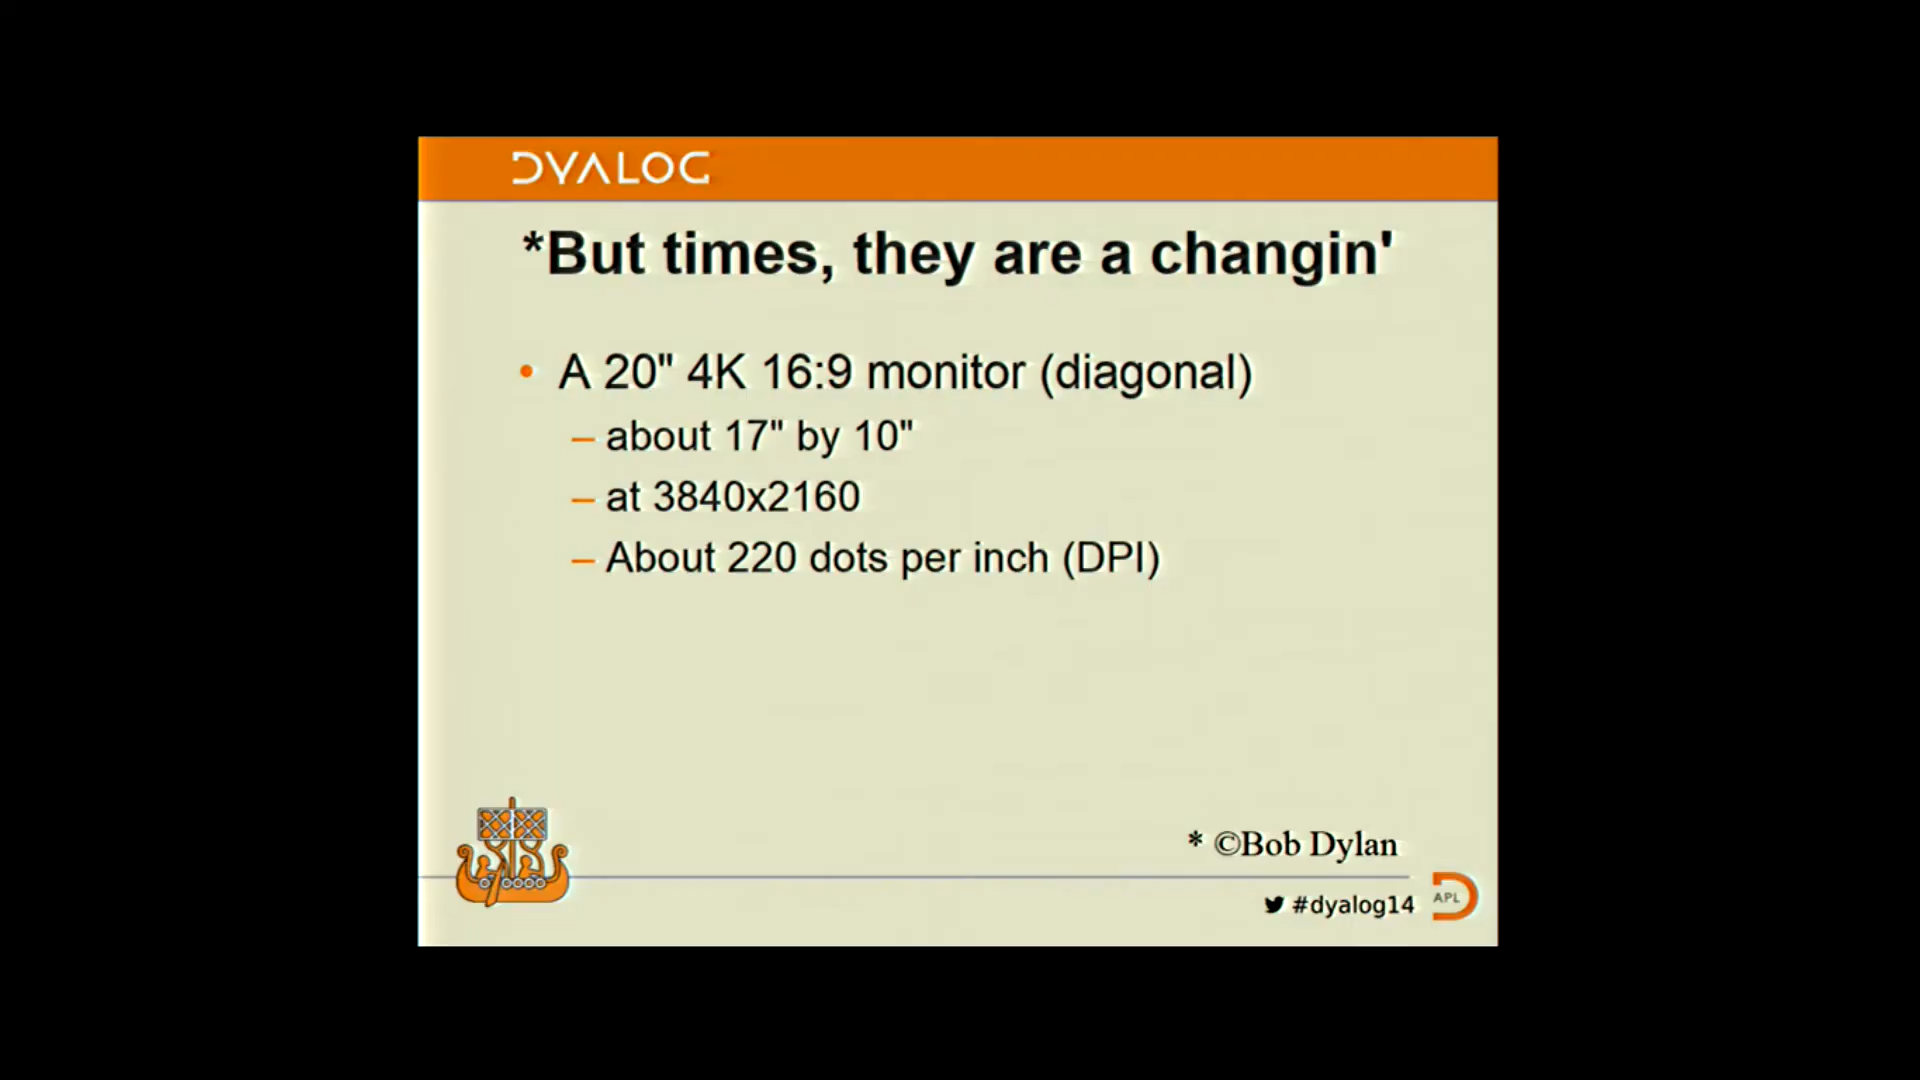 DYALOG
*But times, they are a changin'
• A 20" 4K 16:9 monitor (diagonal)
– about 17" by 10"
– at 3840x2160
– About 220 dots per inch (DPI)
* ©Bob Dylan
#dyalog14
APL